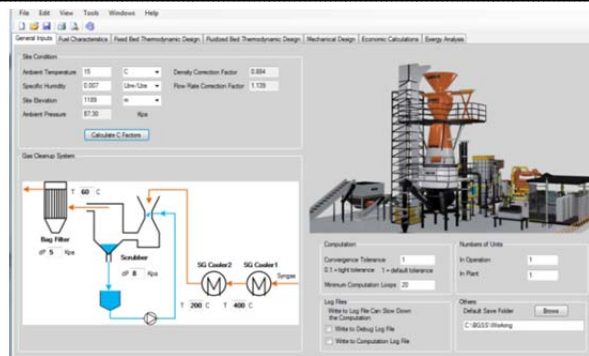 File Edit View Tools Windows Help
General Inputs Fuel Characteristics Fixed Bed Thermodynamic Design Fluidized Bed Thermodynamic Design Mechanical Design Economic Calculations Exergy Analysis
Site Condition
Ambient Temperature 15 C Density Correction Factor 0.884
Specific Humidity 0.007 Flow Rate Correction Factor 1.139
Site Elevation 1189 m
Ambient Pressure 87.30 Kpa
Calculate C Factors
Gas Cleanup System
T 60 C
Bag Filter
dP 5 Kpa
Scrubber
dP 8 Kpa
SG Cooler2 SG Cooler1
Syngas
T 200 C T 400 C
Computation
Convergence Tolerance 1
0.1 = tight tolerance 1 = default tolerance
Minimum Computation Loops 20
Numbers of Units
In Operation 1
In Plant 1
Log Files
Write to Log File Can Slow Down
the Computation
Write to Debug Log File
Write to Computation Log File
Others
Default Save Folder Browse
C:\BGSS\Working